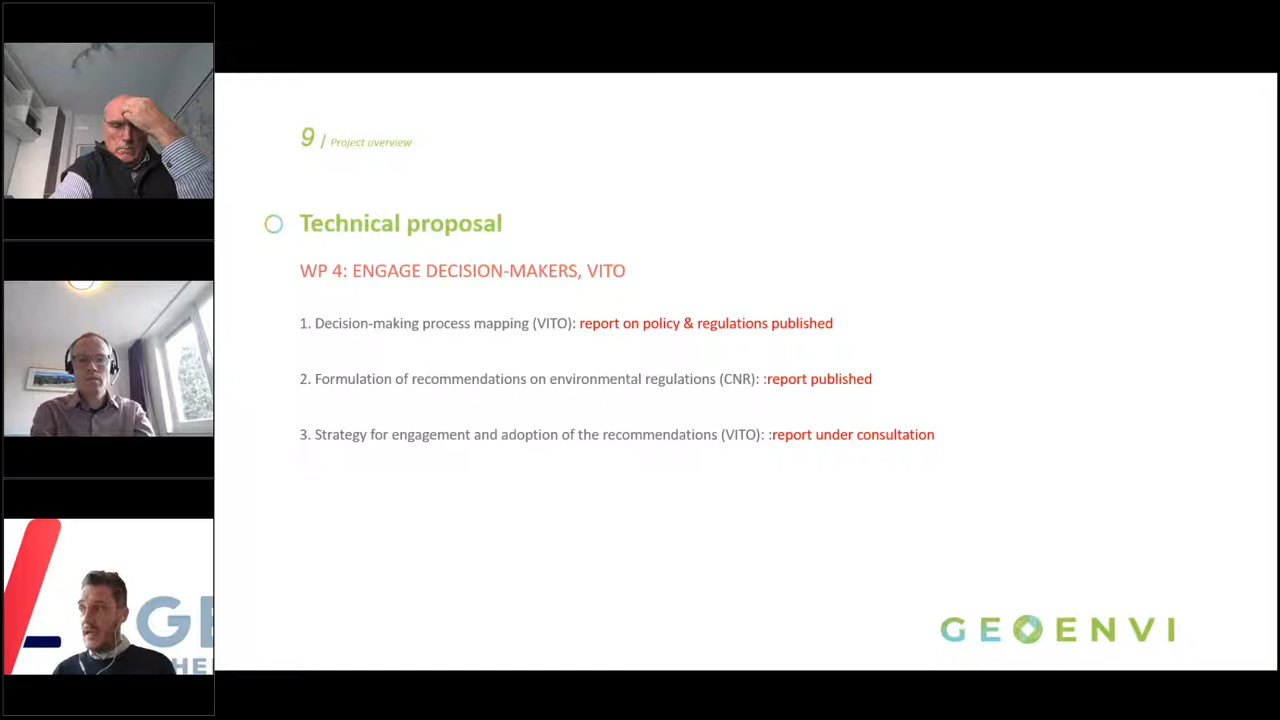 9 / Project overview
Technical proposal
WP 4: ENGAGE DECISION-MAKERS, VITO
1. Decision-making process mapping (VITO): report on policy & regulations published
2. Formulation of recommendations on environmental regulations (CNR): :report published
3. Strategy for engagement and adoption of the recommendations (VITO): :report under consultation
GE
HE
GEOENVI